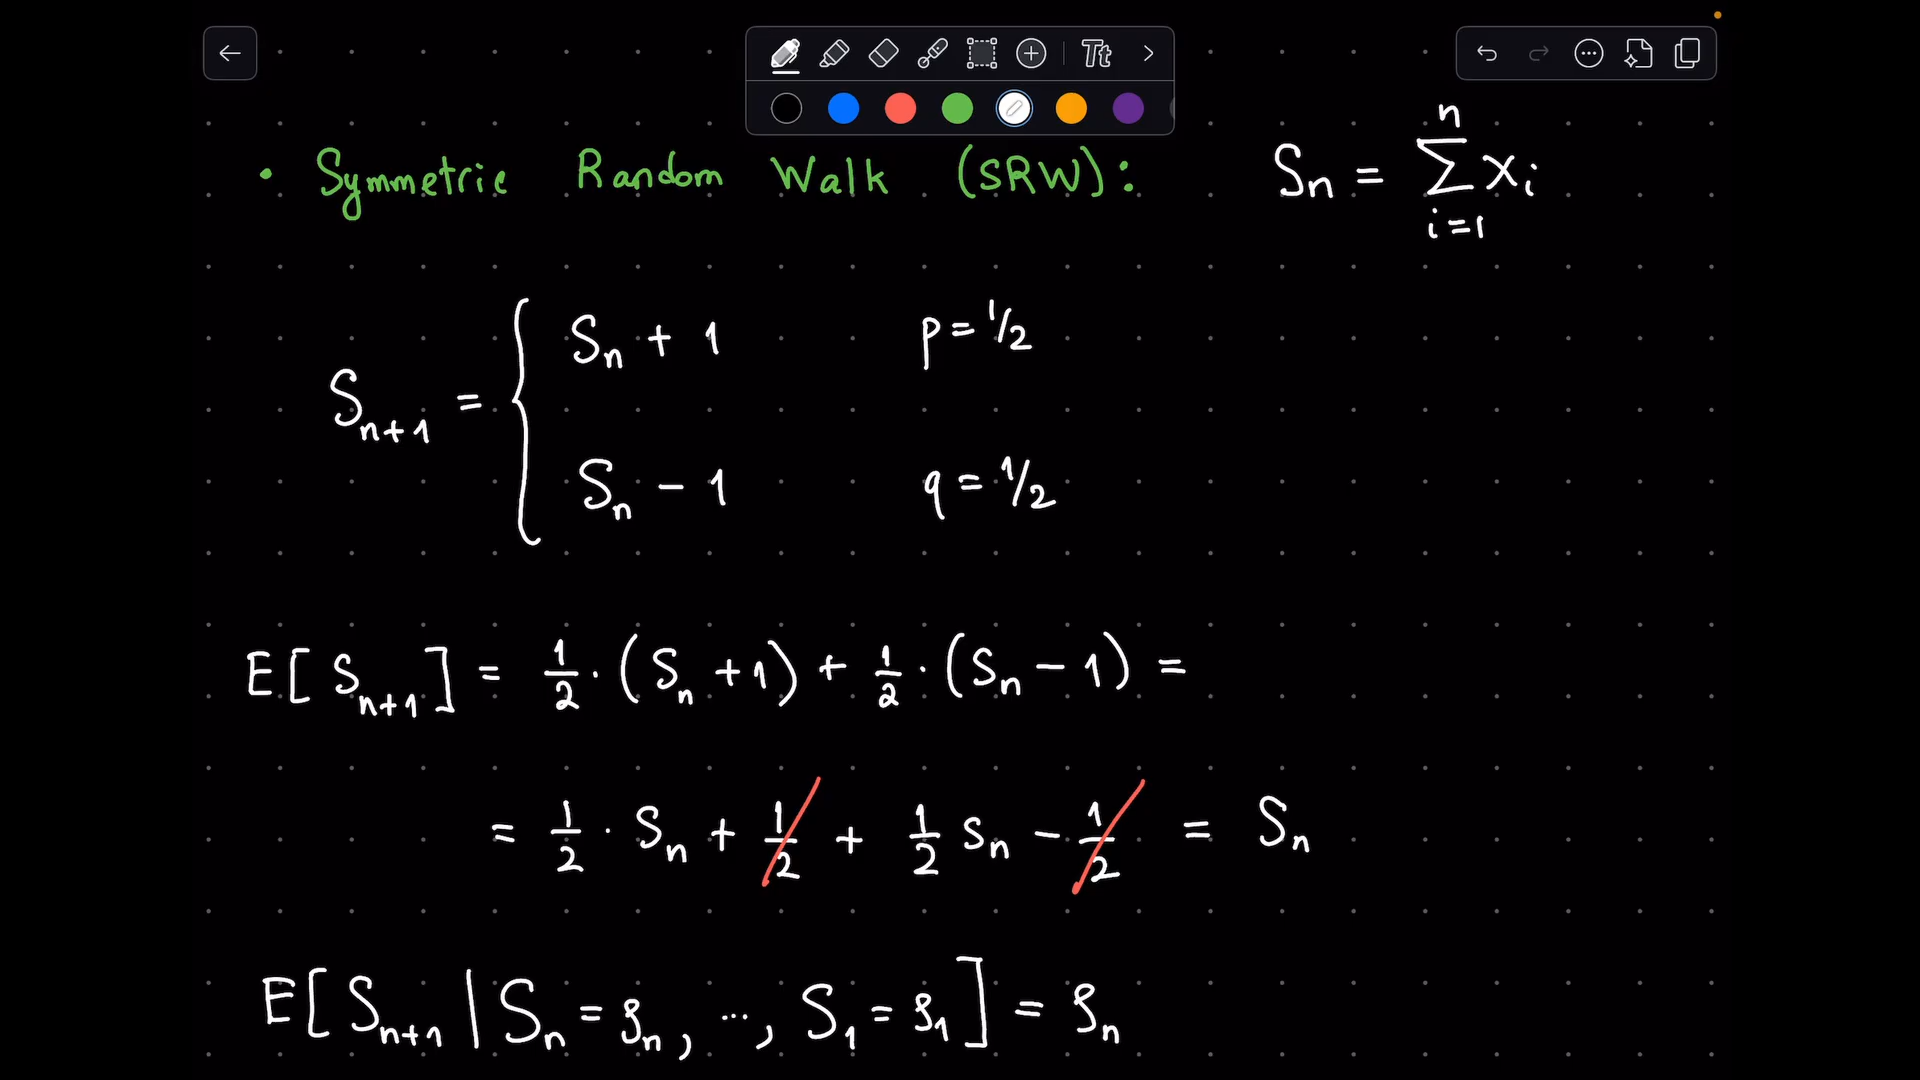 Tt
• Symmetric Random Walk (SRW): Sₙ = ∑ⁿᵢ₌₁ Xᵢ
Sₙ₊₁ = { Sₙ + 1 p = 1/2
Sₙ - 1 q = 1/2
E[Sₙ₊₁] = 1/2 · (Sₙ + 1) + 1/2 · (Sₙ - 1) =
= 1/2 · Sₙ + 1/2 + 1/2 Sₙ - 1/2 = Sₙ
E[Sₙ₊₁ | Sₙ = sₙ, ..., S₁ = s₁] = sₙ